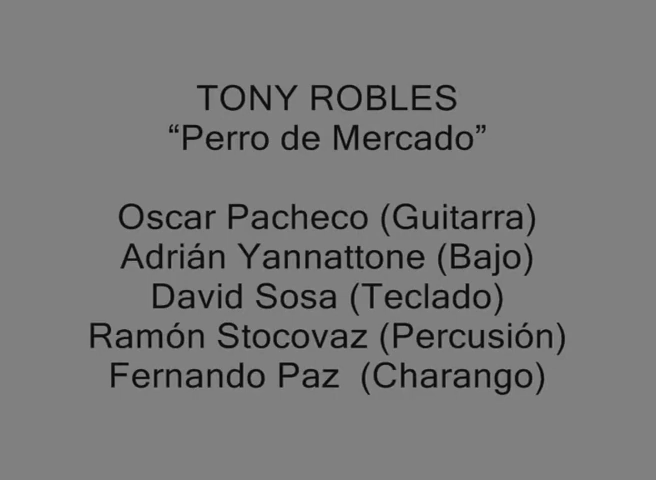 TONY ROBLES
“Perro de Mercado”
Oscar Pacheco (Guitarra)
Adrián Yannattone (Bajo)
David Sosa (Teclado)
Ramón Stocovaz (Percusión)
Fernando Paz  (Charango)